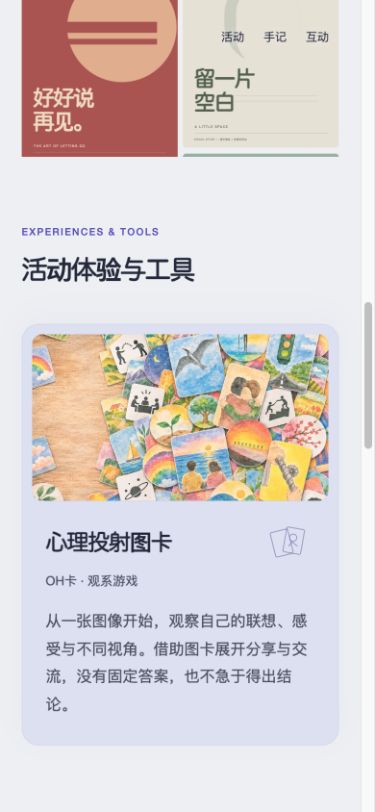 活动 手记 互动
好好说
再见。
THE ART OF LETTING GO
留一片
空白
A LITTLE SPACE
EXPERIENCES & TOOLS
活动体验与工具
心理投射图卡
OH卡 · 观系游戏
从一张图像开始，观察自己的联想、感
受与不同视角。借助图卡展开分享与交
流，没有固定答案，也不急于得出结
论。